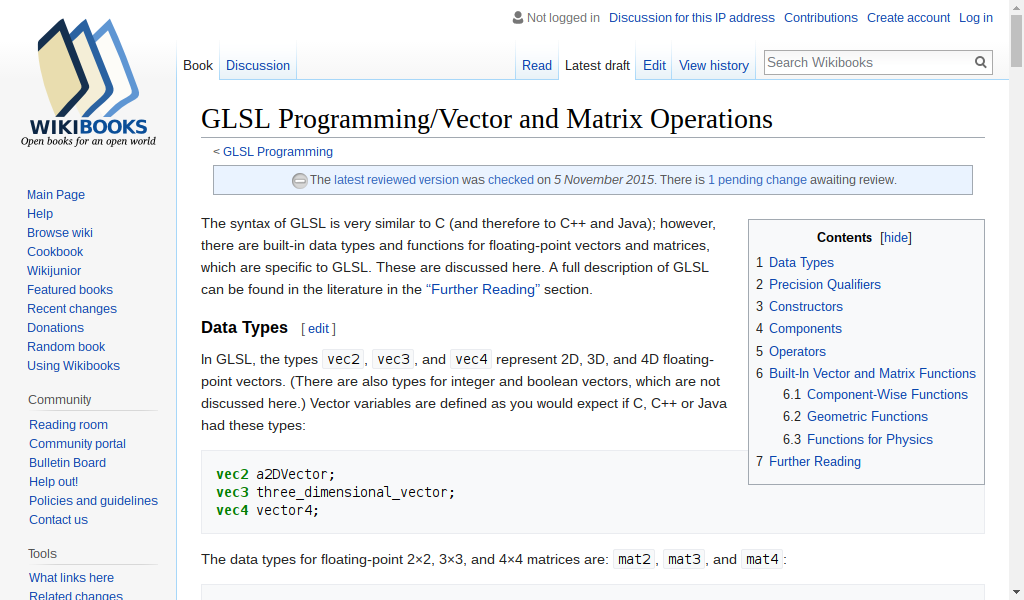 Not logged in Discussion for this IP address Contributions Create account Log in
Book Discussion Read Latest draft Edit View history Search Wikibooks
WIKIBOOKS
Open books for an open world
Main Page
Help
Browse wiki
Cookbook
Wikijunior
Featured books
Recent changes
Donations
Random book
Using Wikibooks
Community
Reading room
Community portal
Bulletin Board
Help out!
Policies and guidelines
Contact us
Tools
What links here
Related changes
GLSL Programming/Vector and Matrix Operations
< GLSL Programming
The latest reviewed version was checked on 5 November 2015. There is 1 pending change awaiting review.
The syntax of GLSL is very similar to C (and therefore to C++ and Java); however,
there are built-in data types and functions for floating-point vectors and matrices,
which are specific to GLSL. These are discussed here. A full description of GLSL
can be found in the literature in the “Further Reading” section.
Contents [hide]
1 Data Types
2 Precision Qualifiers
3 Constructors
4 Components
5 Operators
6 Built-In Vector and Matrix Functions
6.1 Component-Wise Functions
6.2 Geometric Functions
6.3 Functions for Physics
7 Further Reading
Data Types [ edit ]
In GLSL, the types vec2, vec3, and vec4 represent 2D, 3D, and 4D floating-
point vectors. (There are also types for integer and boolean vectors, which are not
discussed here.) Vector variables are defined as you would expect if C, C++ or Java
had these types:
vec2 a2DVector;
vec3 three_dimensional_vector;
vec4 vector4;
The data types for floating-point 2×2, 3×3, and 4×4 matrices are: mat2, mat3, and mat4: